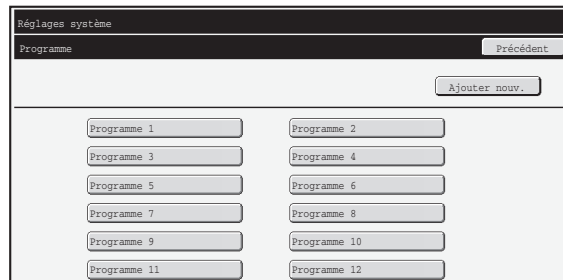 Réglages système
Programme
Précédent
Ajouter nouv.
Programme 1
Programme 2
Programme 3
Programme 4
Programme 5
Programme 6
Programme 7
Programme 8
Programme 9
Programme 10
Programme 11
Programme 12